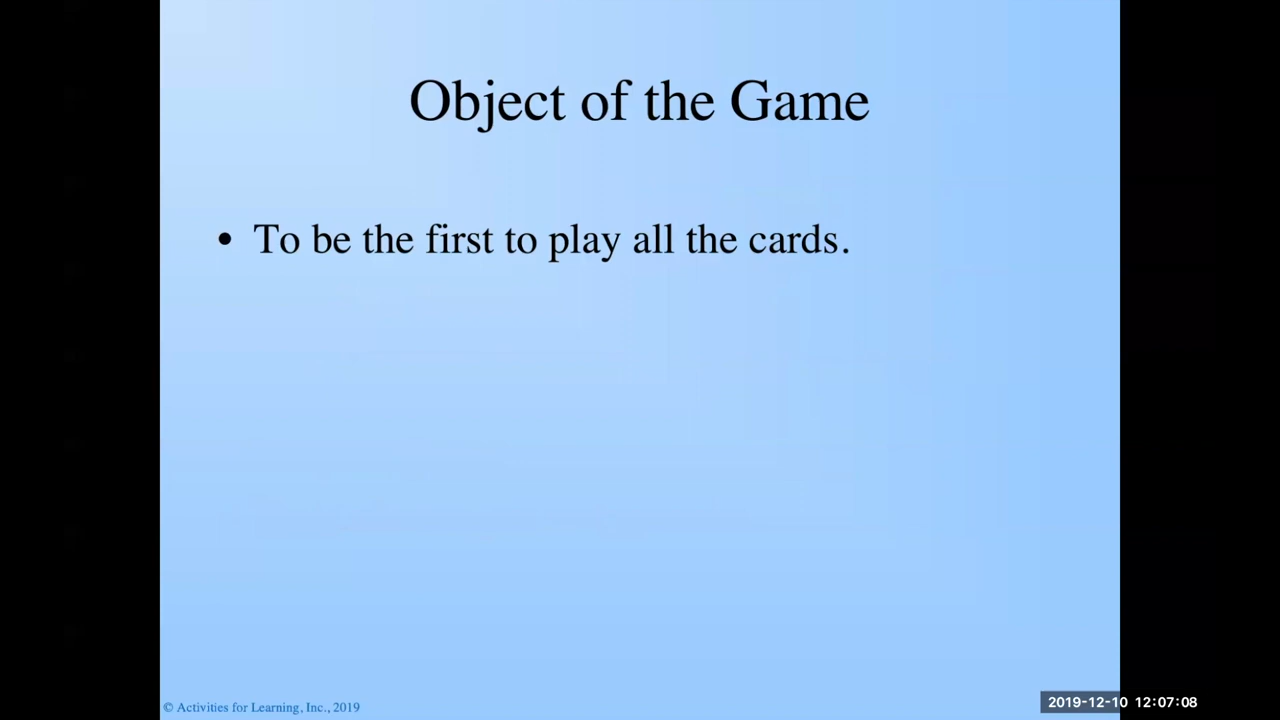 Object of the Game
• To be the first to play all the cards.
© Activities for Learning, Inc., 2019
2019-12-10 12:07:08